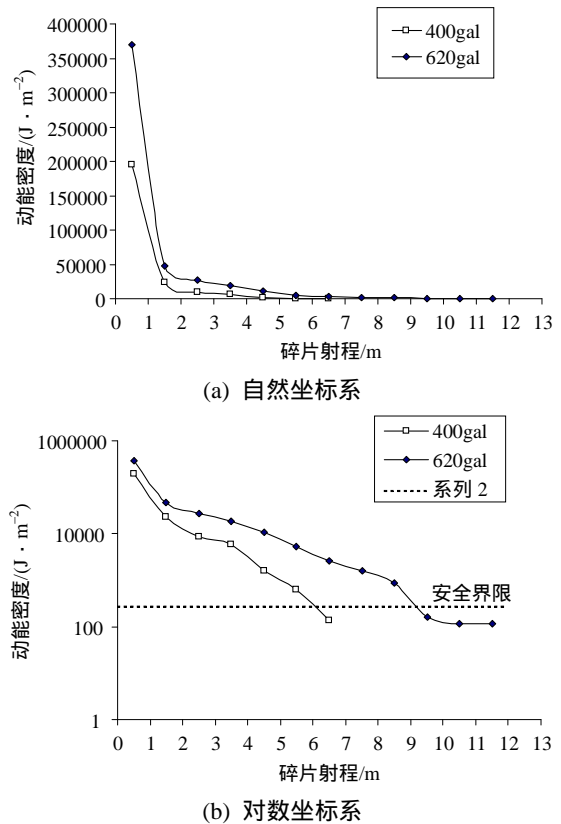 400000
350000
300000
250000
200000
150000
100000
50000
0
动能密度/(J·m⁻²)
400gal
620gal
0 1 2 3 4 5 6 7 8 9 10 11 12 13
碎片射程/m
(a) 自然坐标系
1000000
10000
100
1
动能密度/(J·m⁻²)
400gal
620gal
系列 2
安全界限
0 1 2 3 4 5 6 7 8 9 10 11 12 13
碎片射程/m
(b) 对数坐标系